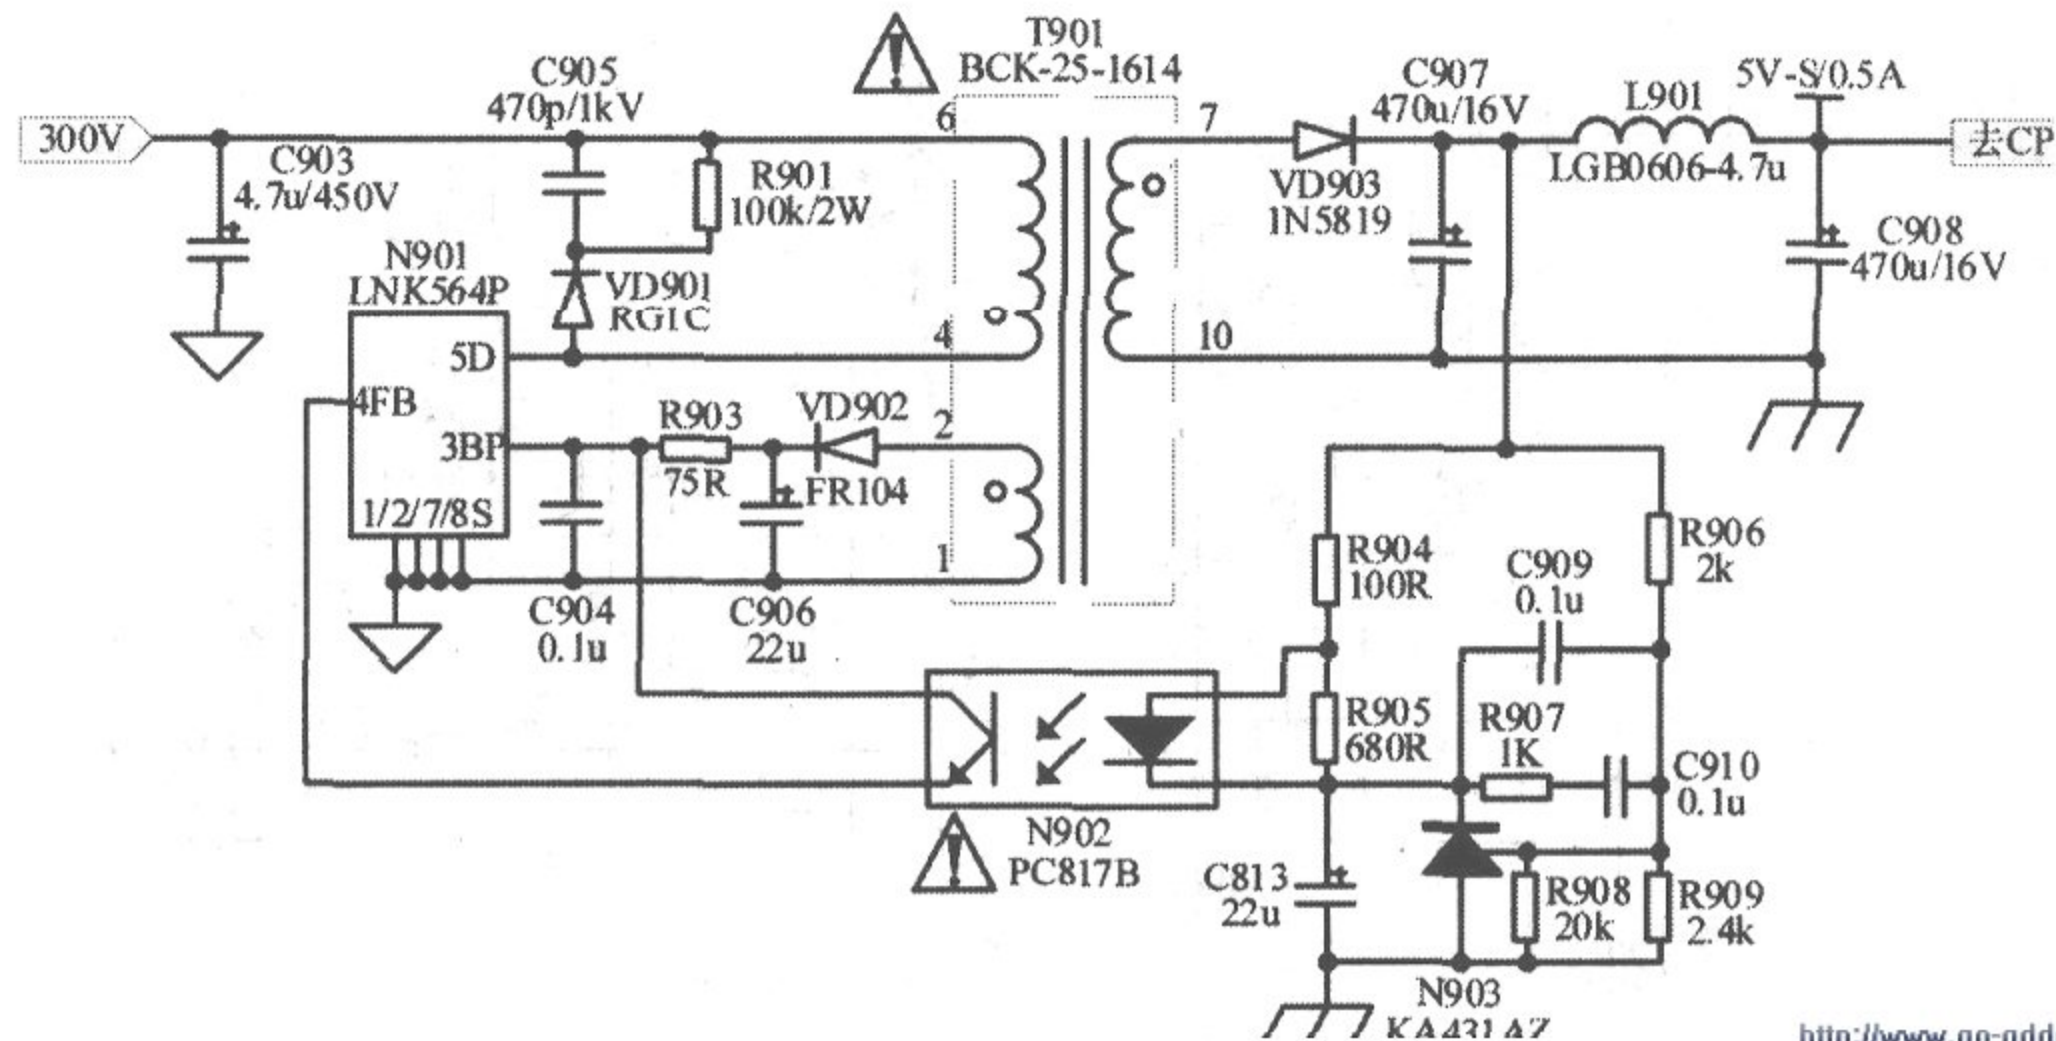 T901
BCK-25-1614
C905
470p/1kV
C907
470u/16V
5V-S/0.5A
L901
LGB0606-4.7u
300V
6
7
去CP
C903
4.7u/450V
R901
100k/2W
VD903
1N5819
C908
470u/16V
N901
LNK564P
VD901
RG1C
5D
4
10
4FB
3BP
R903
75R
VD902
FR104
2
1/2/7/8S
1
C904
0.1u
C906
22u
R904
100R
R906
2k
C909
0.1u
R905
680R
R907
1K
C910
0.1u
N902
PC817B
C813
22u
R908
20k
R909
2.4k
N903
KA431AZ